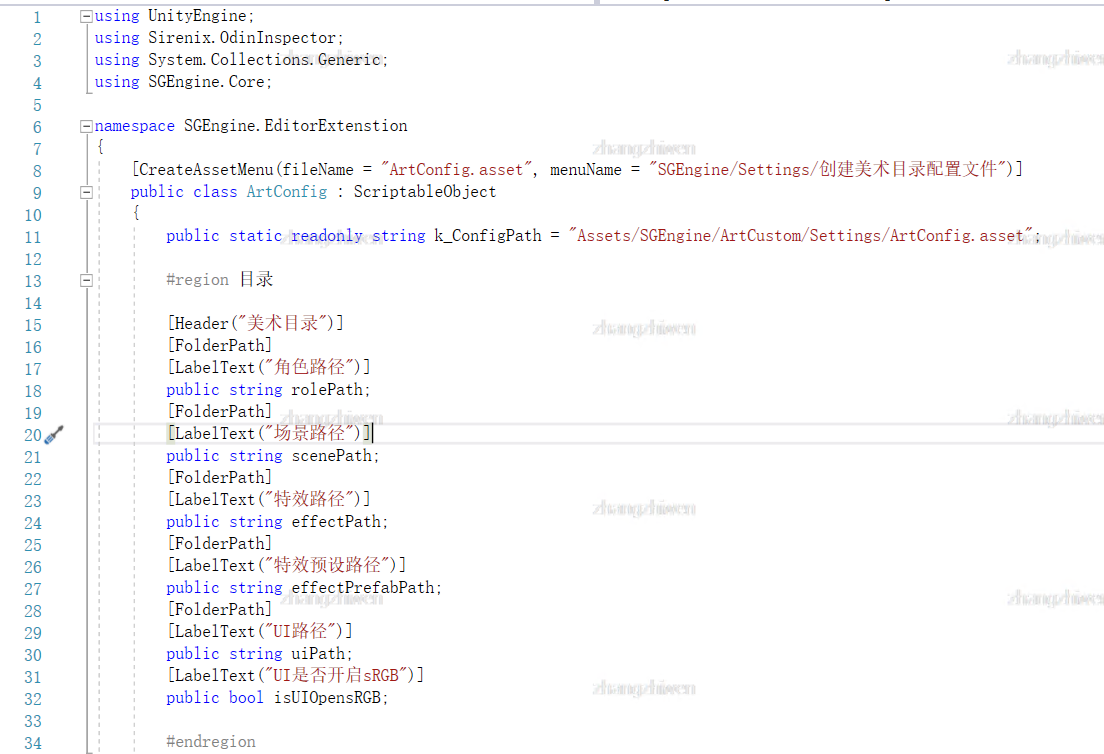 1 using UnityEngine;
2 using Sirenix.OdinInspector;
3 using System.Collections.Generic;
4 using SGEngine.Core;
5
6 namespace SGEngine.EditorExtenstion
7 {
8 [CreateAssetMenu(fileName = "ArtConfig.asset", menuName = "SGEngine/Settings/创建美术目录配置文件")]
9 public class ArtConfig : ScriptableObject
10 {
11 public static readonly string k_ConfigPath = "Assets/SGEngine/ArtCustom/Settings/ArtConfig.asset";
12
13 #region 目录
14
15 [Header("美术目录")]
16 [FolderPath]
17 [LabelText("角色路径")]
18 public string rolePath;
19 [FolderPath]
20 [LabelText("场景路径")]
21 public string scenePath;
22 [FolderPath]
23 [LabelText("特效路径")]
24 public string effectPath;
25 [FolderPath]
26 [LabelText("特效预设路径")]
27 public string effectPrefabPath;
28 [FolderPath]
29 [LabelText("UI路径")]
30 public string uiPath;
31 [LabelText("UI是否开启sRGB")]
32 public bool isUIOpensRGB;
33
34 #endregion